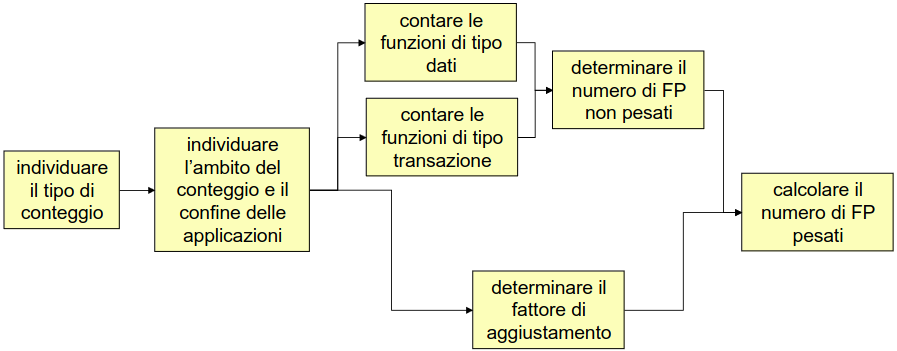 individuare
il tipo di
conteggio
individuare
l’ambito del
conteggio e il
confine delle
applicazioni
contare le
funzioni di tipo
dati
contare le
funzioni di tipo
transazione
determinare il
numero di FP
non pesati
determinare il
fattore di
aggiustamento
calcolare il
numero di FP
pesati